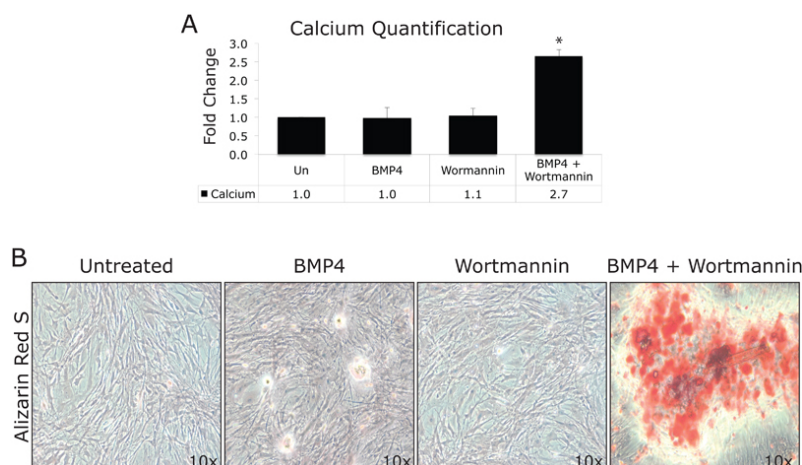 A
Calcium Quantification
Fold Change
3.0
2.5
2.0
1.5
1.0
0.5
0.0
*
Un
BMP4
Wormannin
BMP4 +
Wortmannin
Calcium
1.0
1.0
1.1
2.7
B
Untreated
BMP4
Wortmannin
BMP4 + Wortmannin
Alizarin Red S
10x
10x
10x
10x